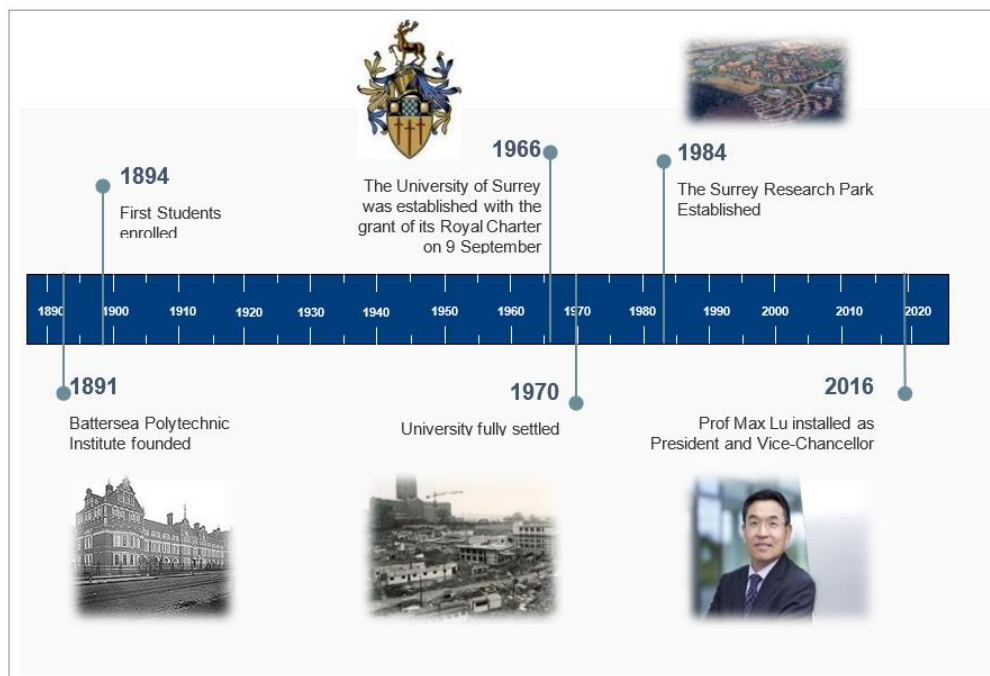 1966
The University of Surrey
was established with the
grant of its Royal Charter
on 9 September
1984
The Surrey Research Park
Established
1894
First Students
enrolled
1890 1900 1910 1920 1930 1940 1950 1960 1970 1980 1990 2000 2010 2020
1891
Battersea Polytechnic
Institute founded
1970
University fully settled
2016
Prof Max Lu installed as
President and Vice-Chancellor